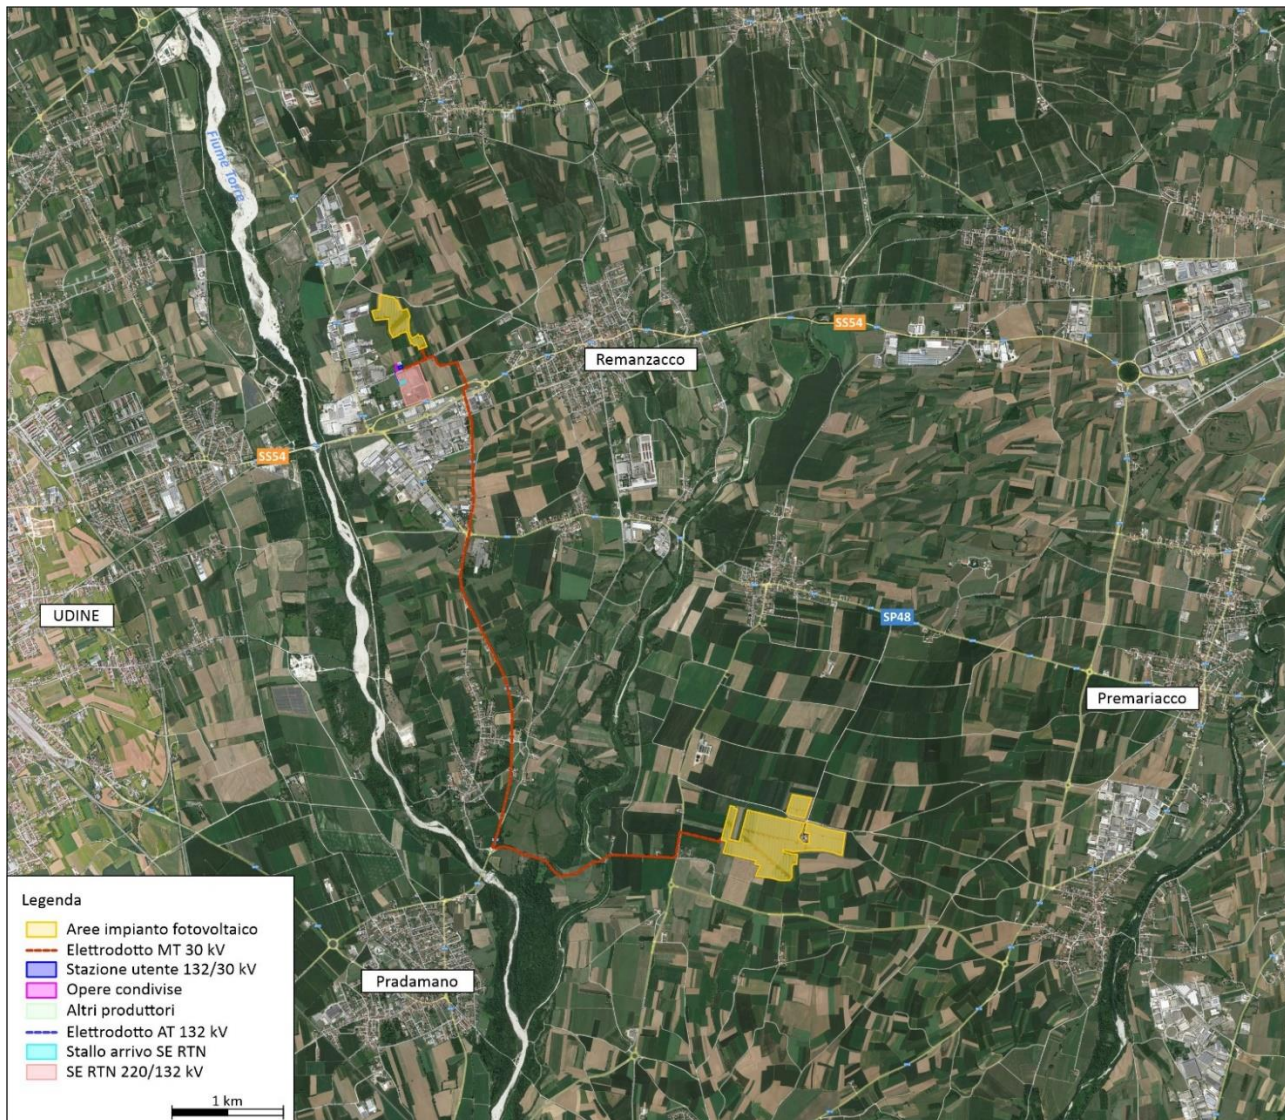 Fiume Torre
SS54
Remanzacco
SS54
UDINE
SP48
Premariacco
Pradamano
Legenda
Aree impianto fotovoltaico
Elettrodotto MT 30 kV
Stazione utente 132/30 kV
Opere condivise
Altri produttori
Elettrodotto AT 132 kV
Stallo arrivo SE RTN
SE RTN 220/132 kV
1 km